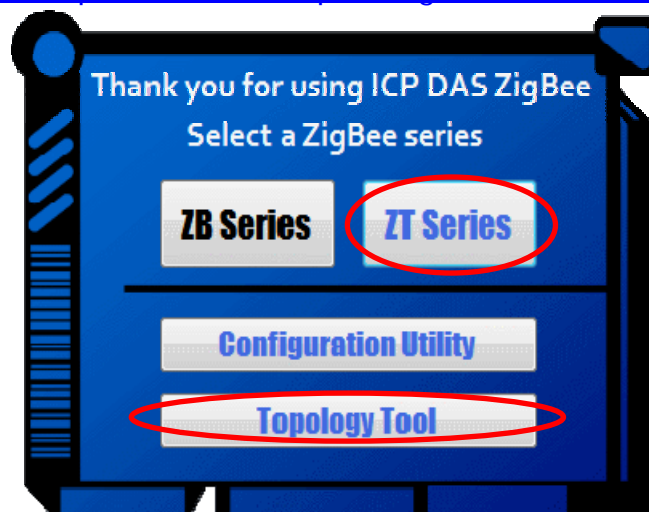 Thank you for using ICP DAS ZigBee
Select a ZigBee series
ZB Series ZT Series
Configuration Utility
Topology Tool